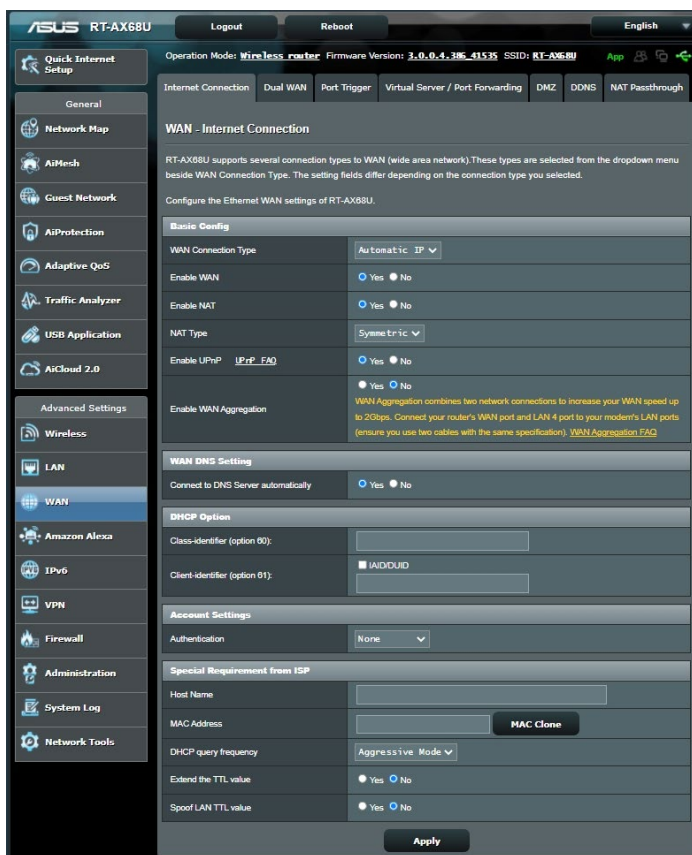 ASUS RT-AX68U Logout Reboot English
Quick Internet Setup
Operation Mode: Wireless router Firmware Version: 3.0.0.4.386_41535 SSID: RT-AX68U App
General
Network Map
AiMesh
Guest Network
AiProtection
Adaptive QoS
Traffic Analyzer
USB Application
AiCloud 2.0
Advanced Settings
Wireless
LAN
WAN
Amazon Alexa
IPv6
VPN
Firewall
Administration
System Log
Network Tools
Internet Connection Dual WAN Port Trigger Virtual Server / Port Forwarding DMZ DDNS NAT Passthrough
WAN - Internet Connection
RT-AX68U supports several connection types to WAN (wide area network).These types are selected from the dropdown menu
beside WAN Connection Type. The setting fields differ depending on the connection type you selected.
Configure the Ethernet WAN settings of RT-AX68U.
Basic Config
WAN Connection Type Automatic IP
Enable WAN Yes No
Enable NAT Yes No
NAT Type Symmetric
Enable UPnP UPnP FAQ Yes No
Enable WAN Aggregation Yes No
WAN Aggregation combines two network connections to increase your WAN speed up
to 2Gbps. Connect your router's WAN port and LAN 4 port to your modem's LAN ports
(ensure you use two cables with the same specification). WAN Aggregation FAQ
WAN DNS Setting
Connect to DNS Server automatically Yes No
DHCP Option
Class-identifier (option 60):
Client-identifier (option 61): IAID/DUID
Account Settings
Authentication None
Special Requirement from ISP
Host Name
MAC Address MAC Clone
DHCP query frequency Aggressive Mode
Extend the TTL value Yes No
Spoof LAN TTL value Yes No
Apply